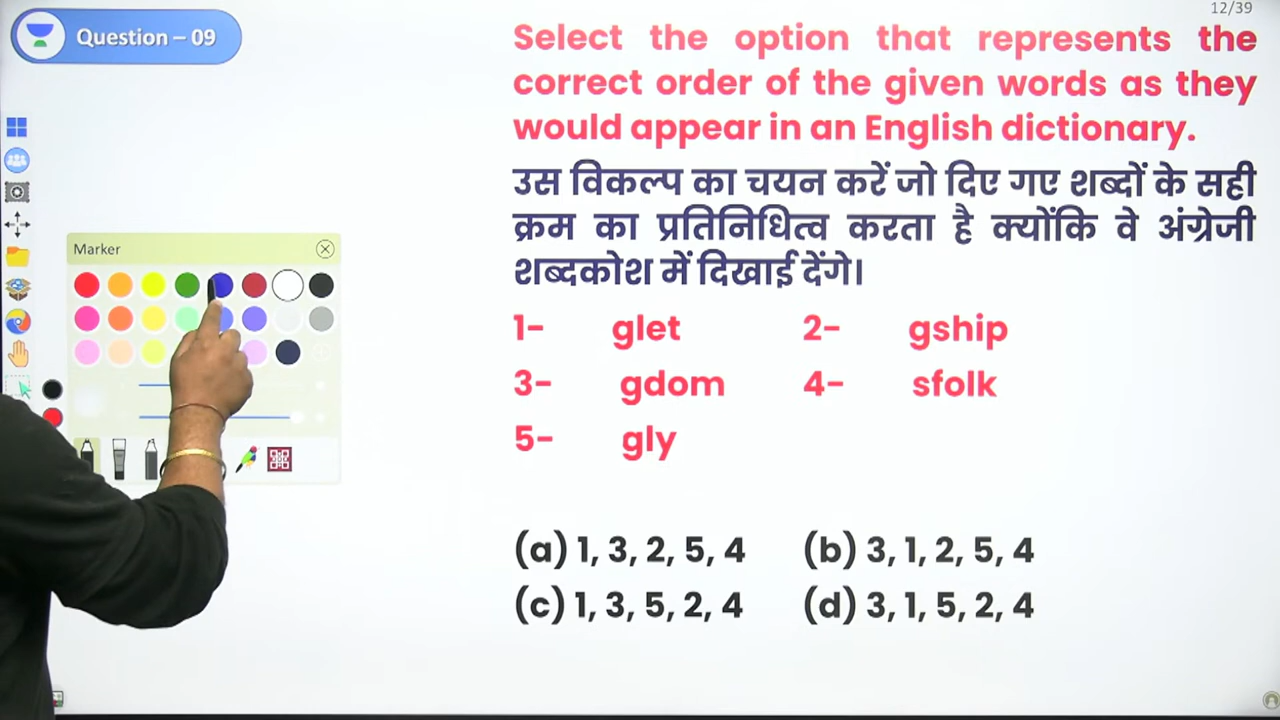 12/39
Question – 09
Select the option that represents the
correct order of the given words as they
would appear in an English dictionary.
उस विकल्प का चयन करें जो दिए गए शब्दों के सही
क्रम का प्रतिनिधित्व करता है क्योंकि वे अंग्रेजी
शब्दकोश में दिखाई देंगे।
Marker
1- glet 2- gship
3- gdom 4- sfolk
5- gly
(a) 1, 3, 2, 5, 4 (b) 3, 1, 2, 5, 4
(c) 1, 3, 5, 2, 4 (d) 3, 1, 5, 2, 4